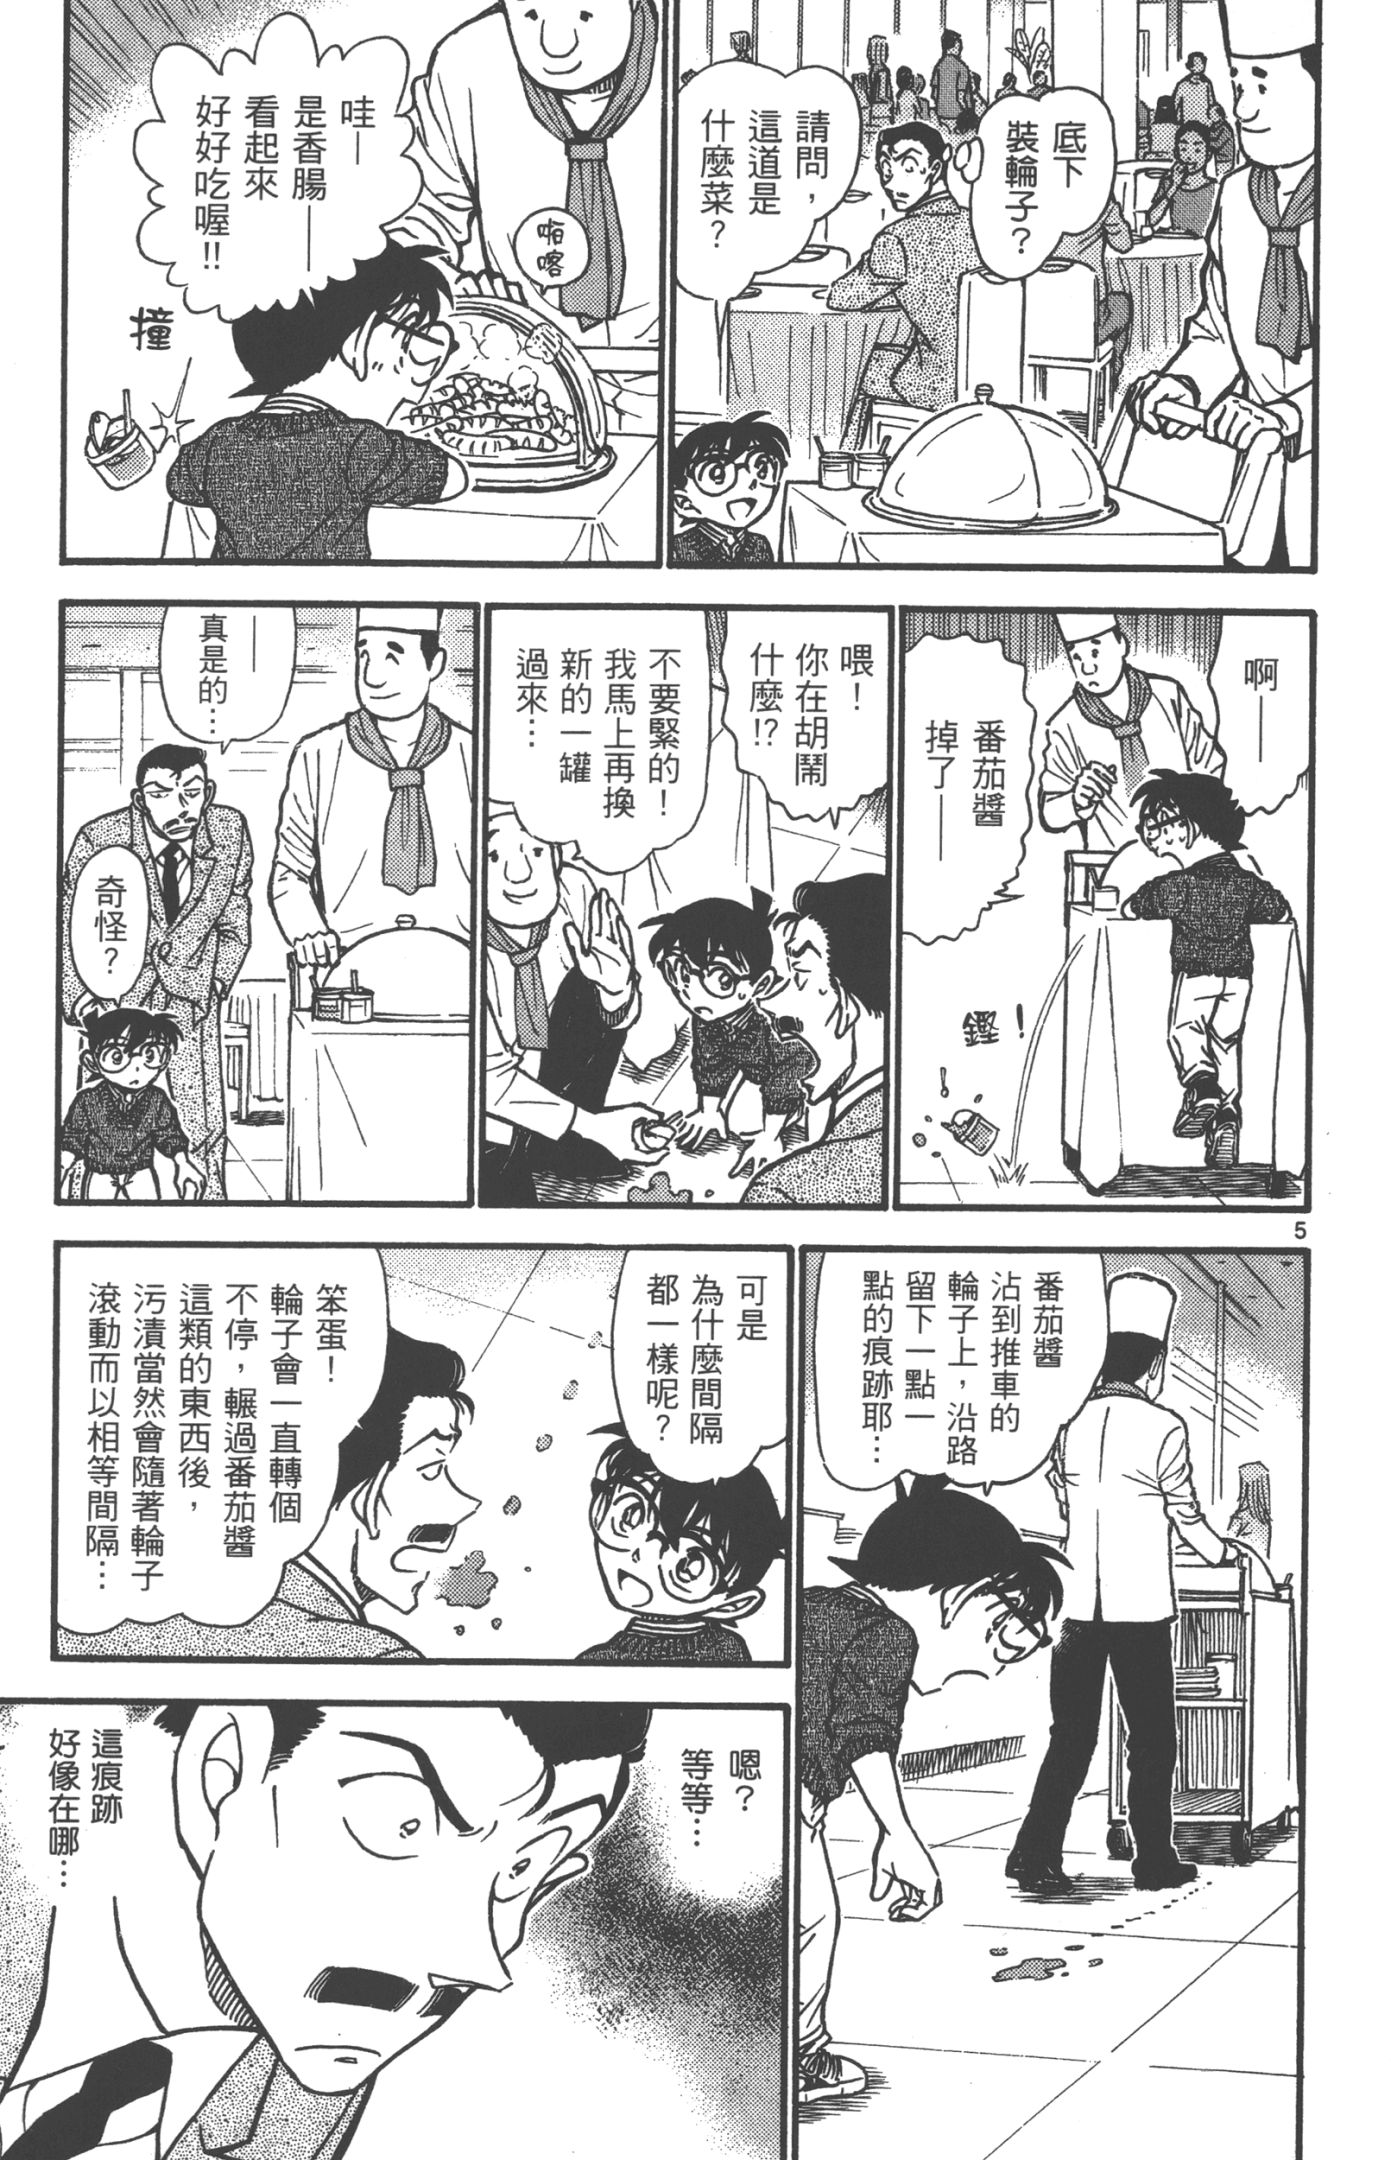 底下
裝輪子？
請問，
這道是
什麼菜？
啪喀
哇—
是香腸—
看起來
好好吃喔!!
撞
啊—
番茄醬
掉了—
鏗！
喂！
你在胡鬧
什麼!?
不要緊的！
我馬上再換
新的一罐
過來…
—
真是的…
奇怪？
5
番茄醬
沾到推車的
輪子上，沿路
留下一點一
點的痕跡耶…
可是
為什麼間隔
都一樣呢？
笨蛋！
輪子會一直轉個
不停，輾過番茄醬
這類的東西後，
污漬當然會隨著輪子
滾動而以相等間隔…
嗯？
等等…
這痕跡
好像在哪…